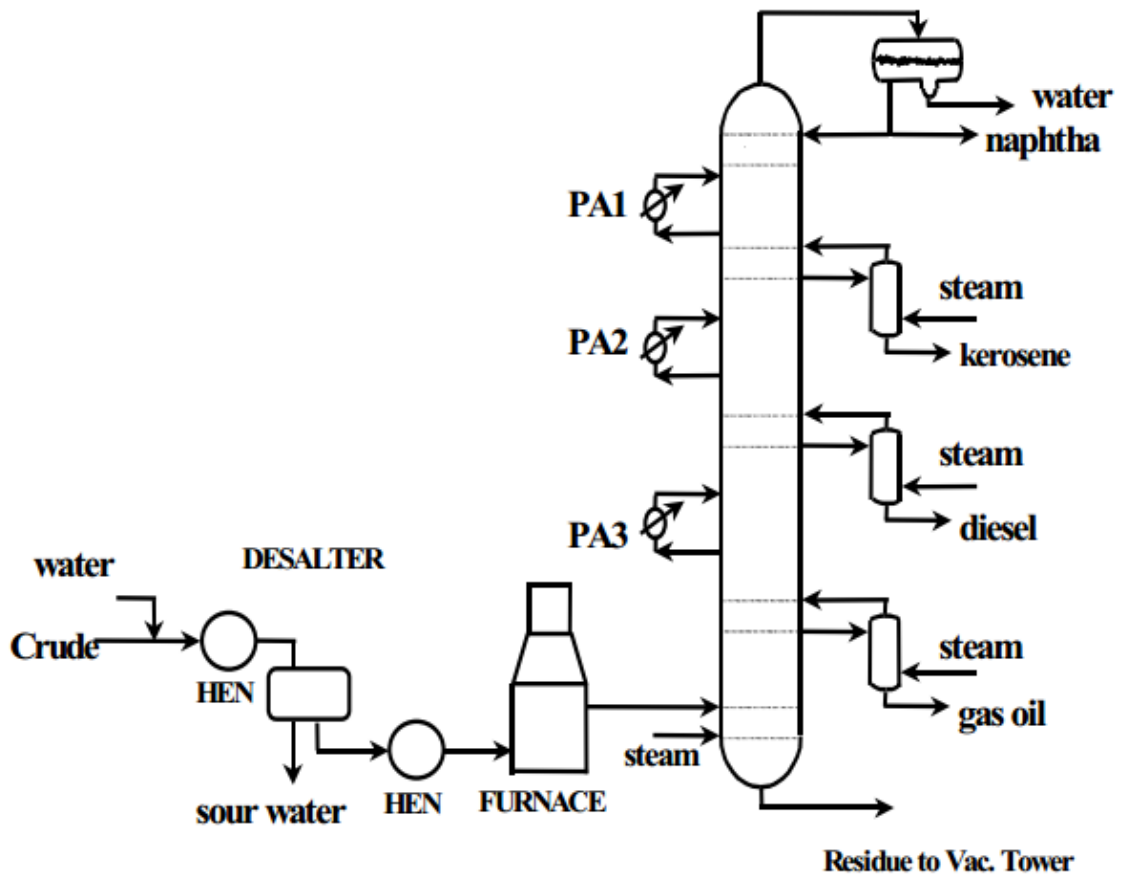 water
naphtha
PA1
steam
kerosene
PA2
steam
diesel
PA3
DESALTER
water
Crude
HEN
steam
gas oil
steam
sour water
HEN
FURNACE
Residue to Vac. Tower